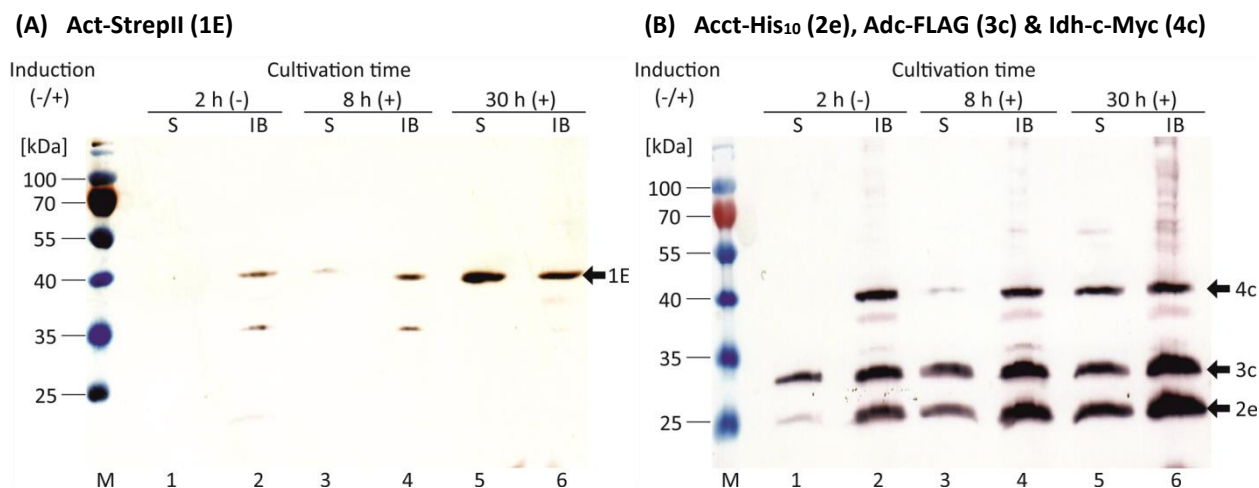 (A) Act-StrepII (1E)
Induction Cultivation time
(-/+) 2 h (-) 8 h (+) 30 h (+)
S IB S IB S IB
[kDa]
100
70
55
40
35
25
1E
M 1 2 3 4 5 6
(B) Acct-His₁₀ (2e), Adc-FLAG (3c) & Idh-c-Myc (4c)
Induction Cultivation time
(-/+) 2 h (-) 8 h (+) 30 h (+)
S IB S IB S IB
[kDa]
100
70
55
40
35
25
4c
3c
2e
M 1 2 3 4 5 6